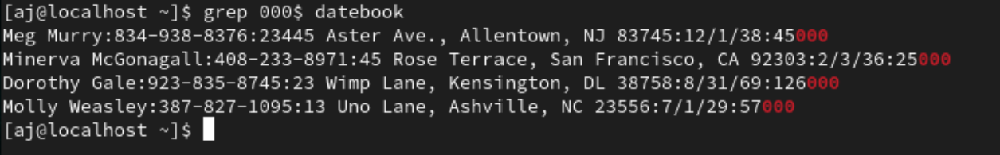 [aj@localhost ~]$ grep 000$ datebook
Meg Murry:834-938-8376:23445 Aster Ave., Allentown, NJ 83745:12/1/38:45000
Minerva McGonagall:408-233-8971:45 Rose Terrace, San Francisco, CA 92303:2/3/36:25000
Dorothy Gale:923-835-8745:23 Wimp Lane, Kensington, DL 38758:8/31/69:126000
Molly Weasley:387-827-1095:13 Uno Lane, Ashville, NC 23556:7/1/29:57000
[aj@localhost ~]$